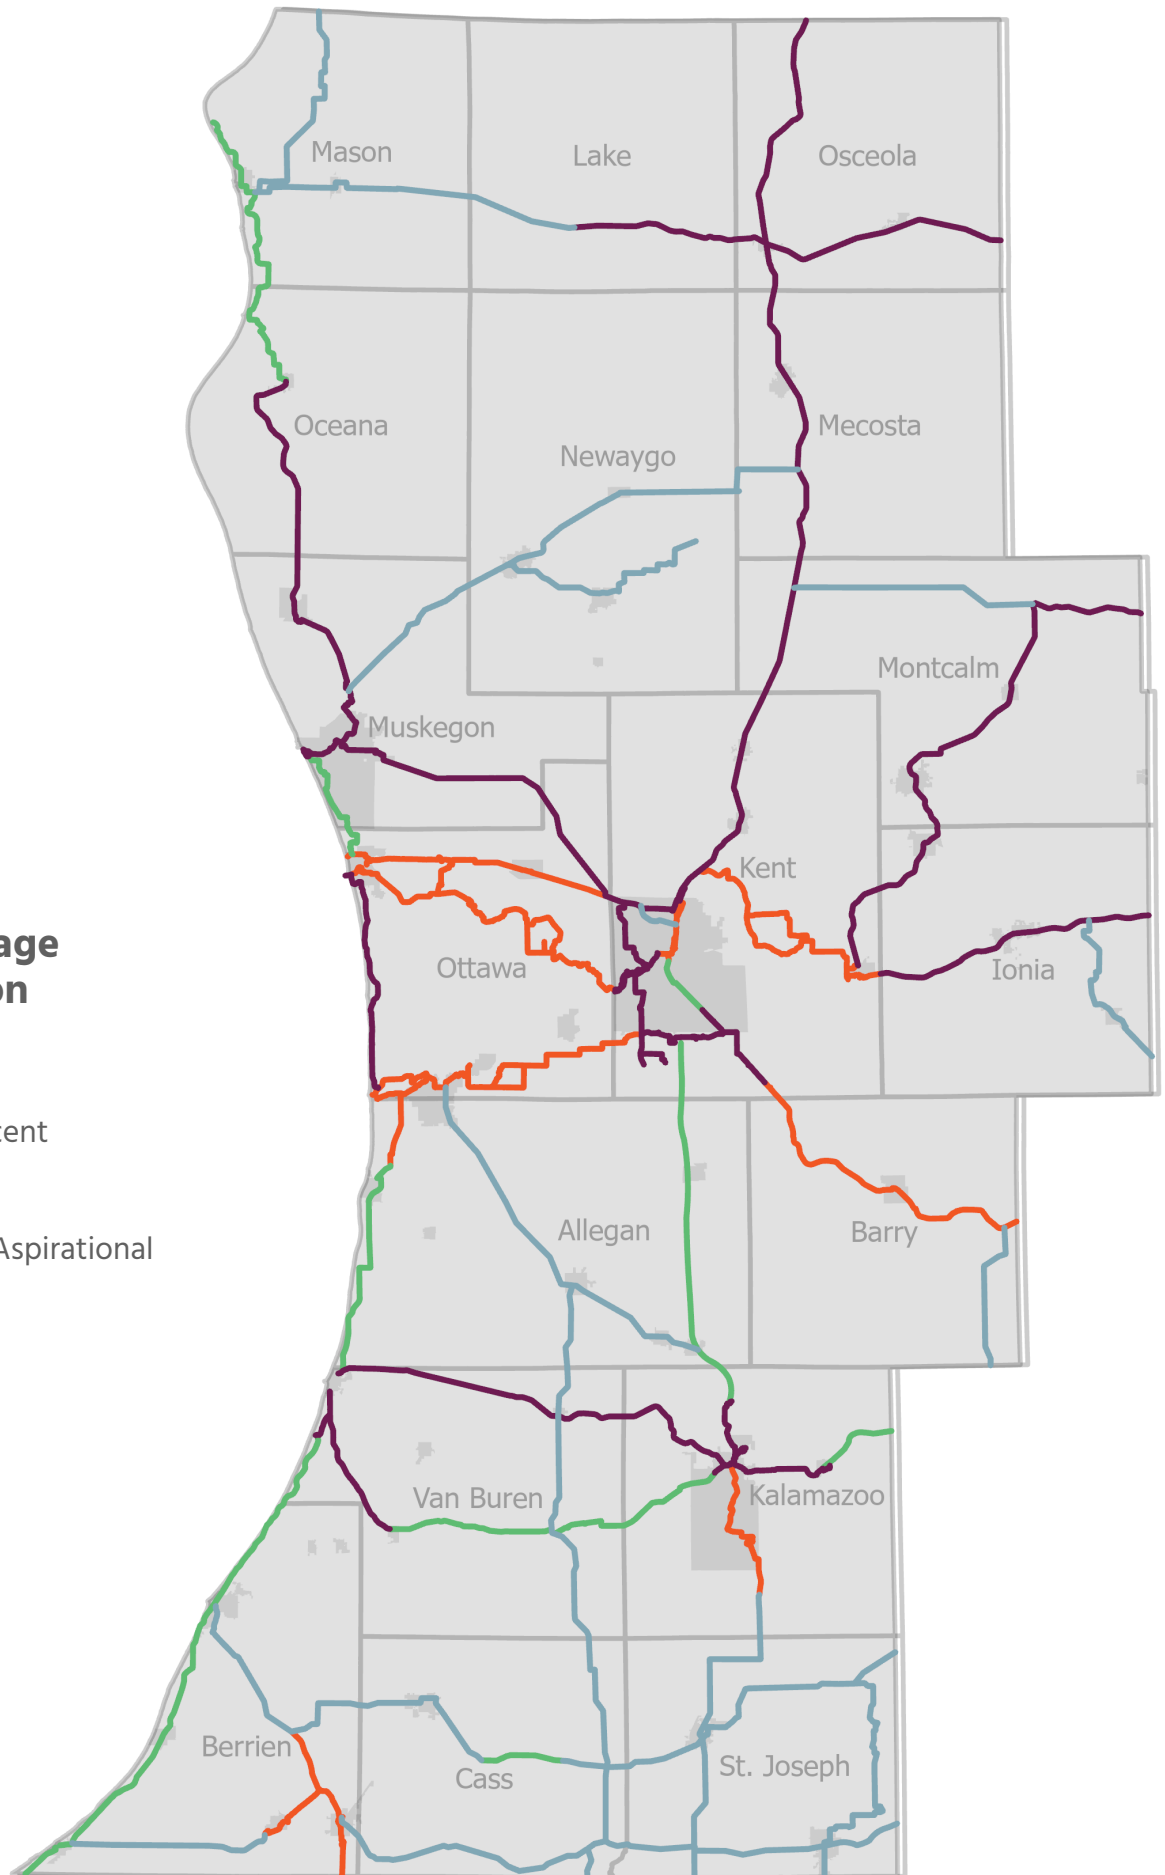 Mason
Lake
Osceola
Oceana
Mecosta
Newaygo
Montcalm
Muskegon
Kent
age
on
Ottawa
Ionia
cent
Allegan
Barry
Aspirational
Van Buren
Kalamazoo
Berrien
Cass
St. Joseph